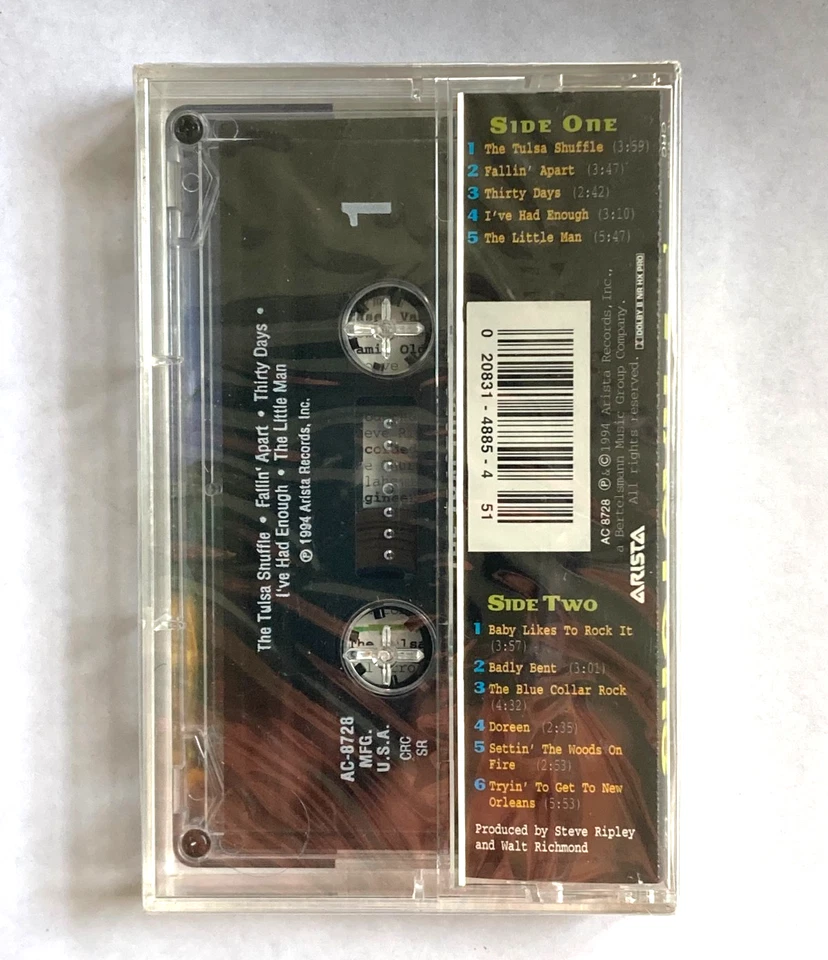 SIDE ONE
1 The Tulsa Shuffle (3:59)
2 Fallin' Apart (3:47)
3 Thirty Days (2:42)
4 I've Had Enough (3:10)
5 The Little Man (5:47)
0 20831 - 4885 - 4 51
AC 8728 ℗ & © 1994 Arista Records, Inc.,
a Bertelsmann Music Group Company.
All rights reserved.
DOLBY B NR HX PRO
ARISTA
SIDE TWO
1 Baby Likes To Rock It
(3:57)
2 Badly Bent (3:01)
3 The Blue Collar Rock
(4:32)
4 Doreen (2:35)
5 Settin' The Woods On
Fire (2:53)
6 Tryin' To Get To New
Orleans (5:53)
Produced by Steve Ripley
and Walt Richmond
1
The Tulsa Shuffle • Fallin' Apart • Thirty Days •
I've Had Enough • The Little Man
℗ 1994 Arista Records, Inc.
AC-8728
MFG.
U.S.A.
CRC
SR